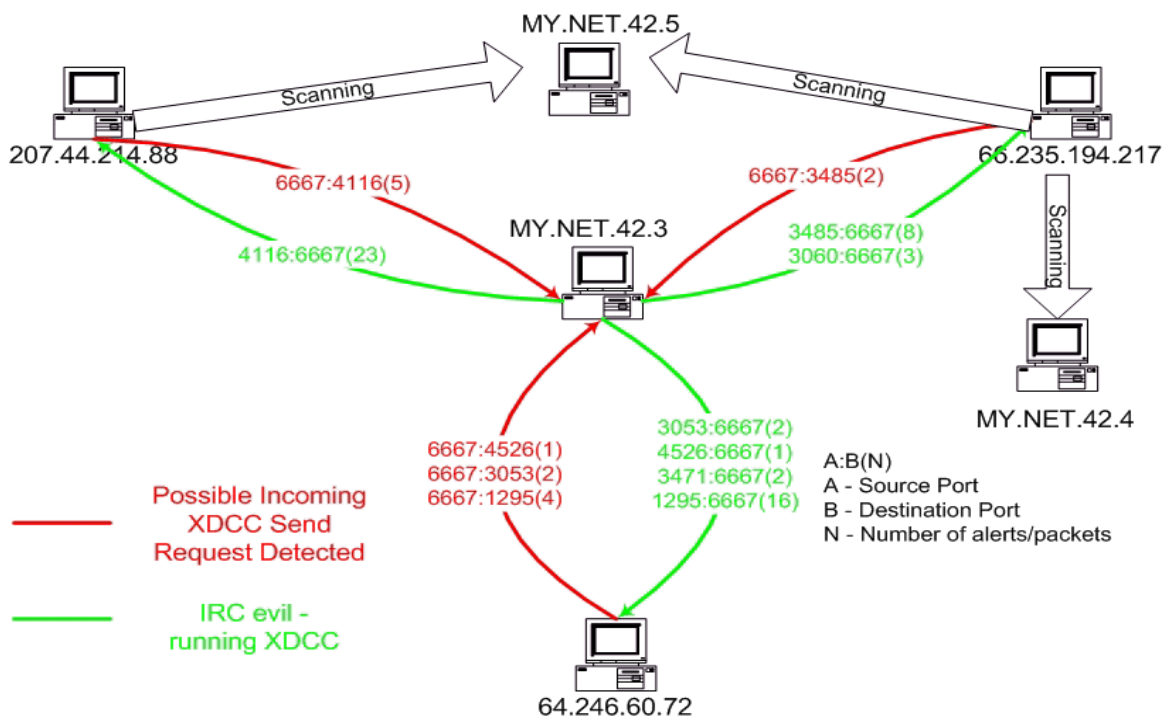 MY.NET.42.5
Scanning
Scanning
207.44.214.88
66.235.194.217
6667:4116(5)
6667:3485(2)
MY.NET.42.3
4116:6667(23)
3485:6667(8)
3060:6667(3)
Scanning
MY.NET.42.4
6667:4526(1)
6667:3053(2)
6667:1295(4)
3053:6667(2)
4526:6667(1)
3471:6667(2)
1295:6667(16)
A:B(N)
A - Source Port
B - Destination Port
N - Number of alerts/packets
Possible Incoming
XDCC Send
Request Detected
IRC evil -
running XDCC
64.246.60.72